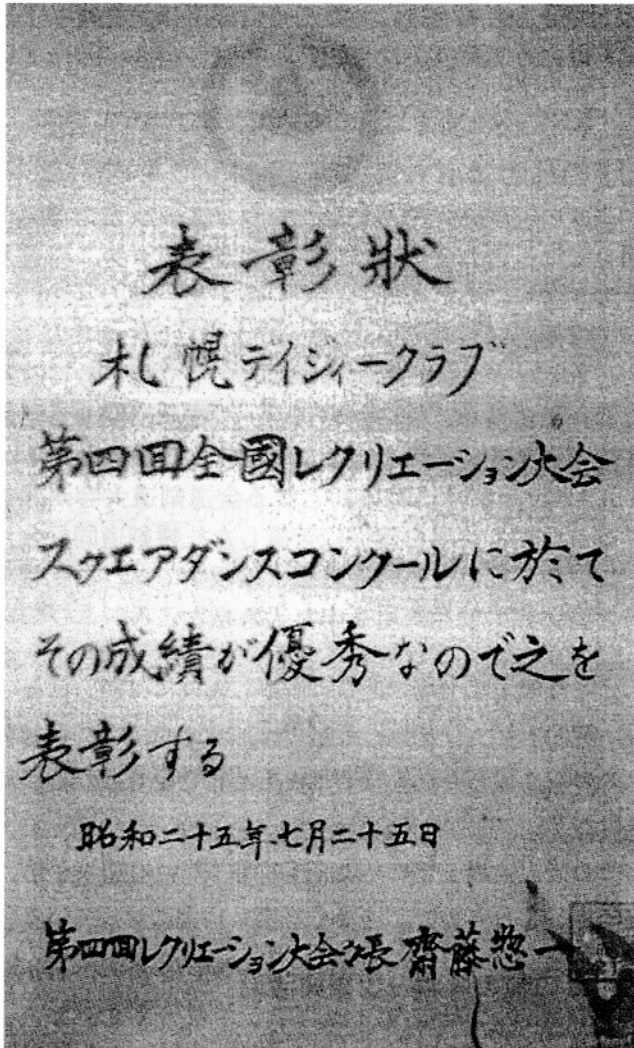 表彰狀
札幌デイジィークラブ
第四回全國レクリエーション大会
スクエアダンスコンクールに於て
その成績が優秀なので之を
表彰する
昭和二十五年七月二十五日
第四回レクリエーション大会々長 齋藤惣一